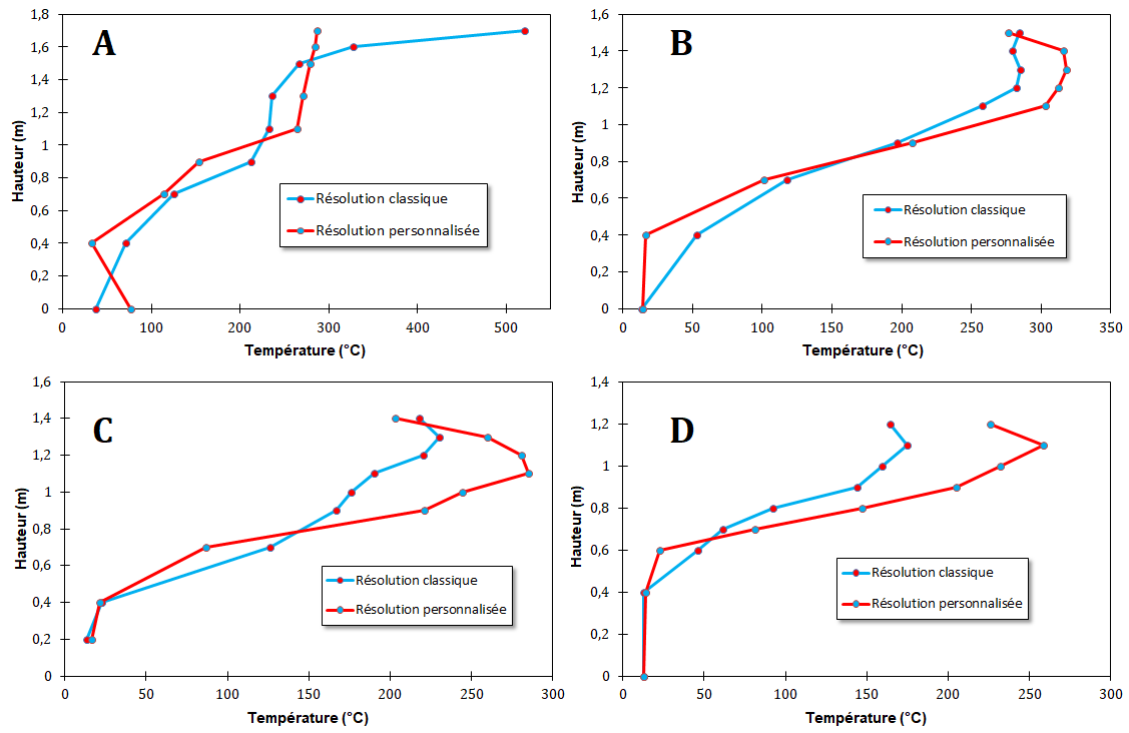 A
1,8
1,6
1,4
1,2
1
0,8
0,6
0,4
0,2
0
Hauteur (m)
0 100 200 300 400 500
Température (°C)
Résolution classique
Résolution personnalisée
B
1,6
1,4
1,2
1
0,8
0,6
0,4
0,2
0
Hauteur (m)
0 50 100 150 200 250 300 350
Température (°C)
Résolution classique
Résolution personnalisée
C
1,6
1,4
1,2
1
0,8
0,6
0,4
0,2
0
Hauteur (m)
0 50 100 150 200 250 300
Température (°C)
Résolution classique
Résolution personnalisée
D
1,4
1,2
1
0,8
0,6
0,4
0,2
0
Hauteur (m)
0 50 100 150 200 250 300
Température (°C)
Résolution classique
Résolution personnalisée